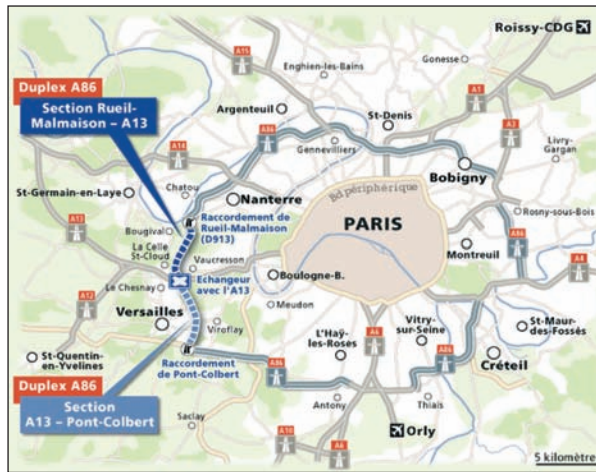 Roissy-CDG
A15
Enghien-les-Bains
Gonesse
Duplex A86
Section Rueil-
Malmaison – A13
Argenteuil
St-Denis
A1
A3
A14
A86
Gennevilliers
Livry-
Gargan
Bobigny
St-Germain-en-Laye
Chatou
Nanterre
Bd périphérique
Rosny-sous-Bois
A13
Bougival
Raccordement de
Rueil-Malmaison
(D913)
PARIS
A86
La Celle
St-Cloud
Vaucresson
Montreuil
A4
Le Chesnay
Echangeur
avec l'A13
Boulogne-B.
A12
Meudon
Versailles
Viroflay
L'Haÿ-
les-Roses
A6
Vitry-
sur-Seine
St-Maur-
des-Fossés
St-Quentin-
en-Yvelines
Raccordement
de Pont-Colbert
A86
A86
Créteil
Duplex A86
Section
A13 – Pont-Colbert
Antony
Thiais
Saclay
A10
A6
Orly
5 kilomètre